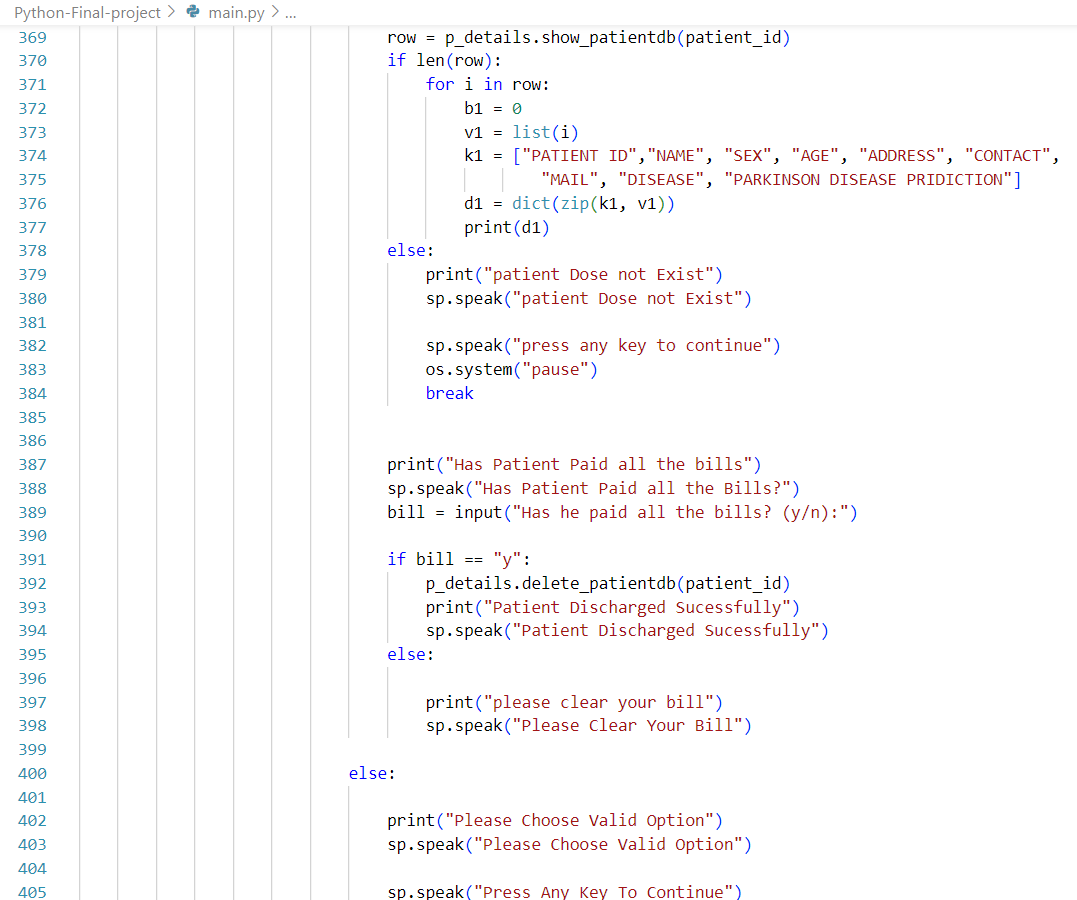 Python-Final-project > main.py > ...
369 row = p_details.show_patientdb(patient_id)
370 if len(row):
371 for i in row:
372 b1 = 0
373 v1 = list(i)
374 k1 = ["PATIENT ID","NAME", "SEX", "AGE", "ADDRESS", "CONTACT",
375 "MAIL", "DISEASE", "PARKINSON DISEASE PRIDICTION"]
376 d1 = dict(zip(k1, v1))
377 print(d1)
378 else:
379 print("patient Dose not Exist")
380 sp.speak("patient Dose not Exist")
381
382 sp.speak("press any key to continue")
383 os.system("pause")
384 break
385
386
387 print("Has Patient Paid all the bills")
388 sp.speak("Has Patient Paid all the Bills?")
389 bill = input("Has he paid all the bills? (y/n):")
390
391 if bill == "y":
392 p_details.delete_patientdb(patient_id)
393 print("Patient Discharged Sucessfully")
394 sp.speak("Patient Discharged Sucessfully")
395 else:
396
397 print("please clear your bill")
398 sp.speak("Please Clear Your Bill")
399
400 else:
401
402 print("Please Choose Valid Option")
403 sp.speak("Please Choose Valid Option")
404
405 sp.speak("Press Any Key To Continue")